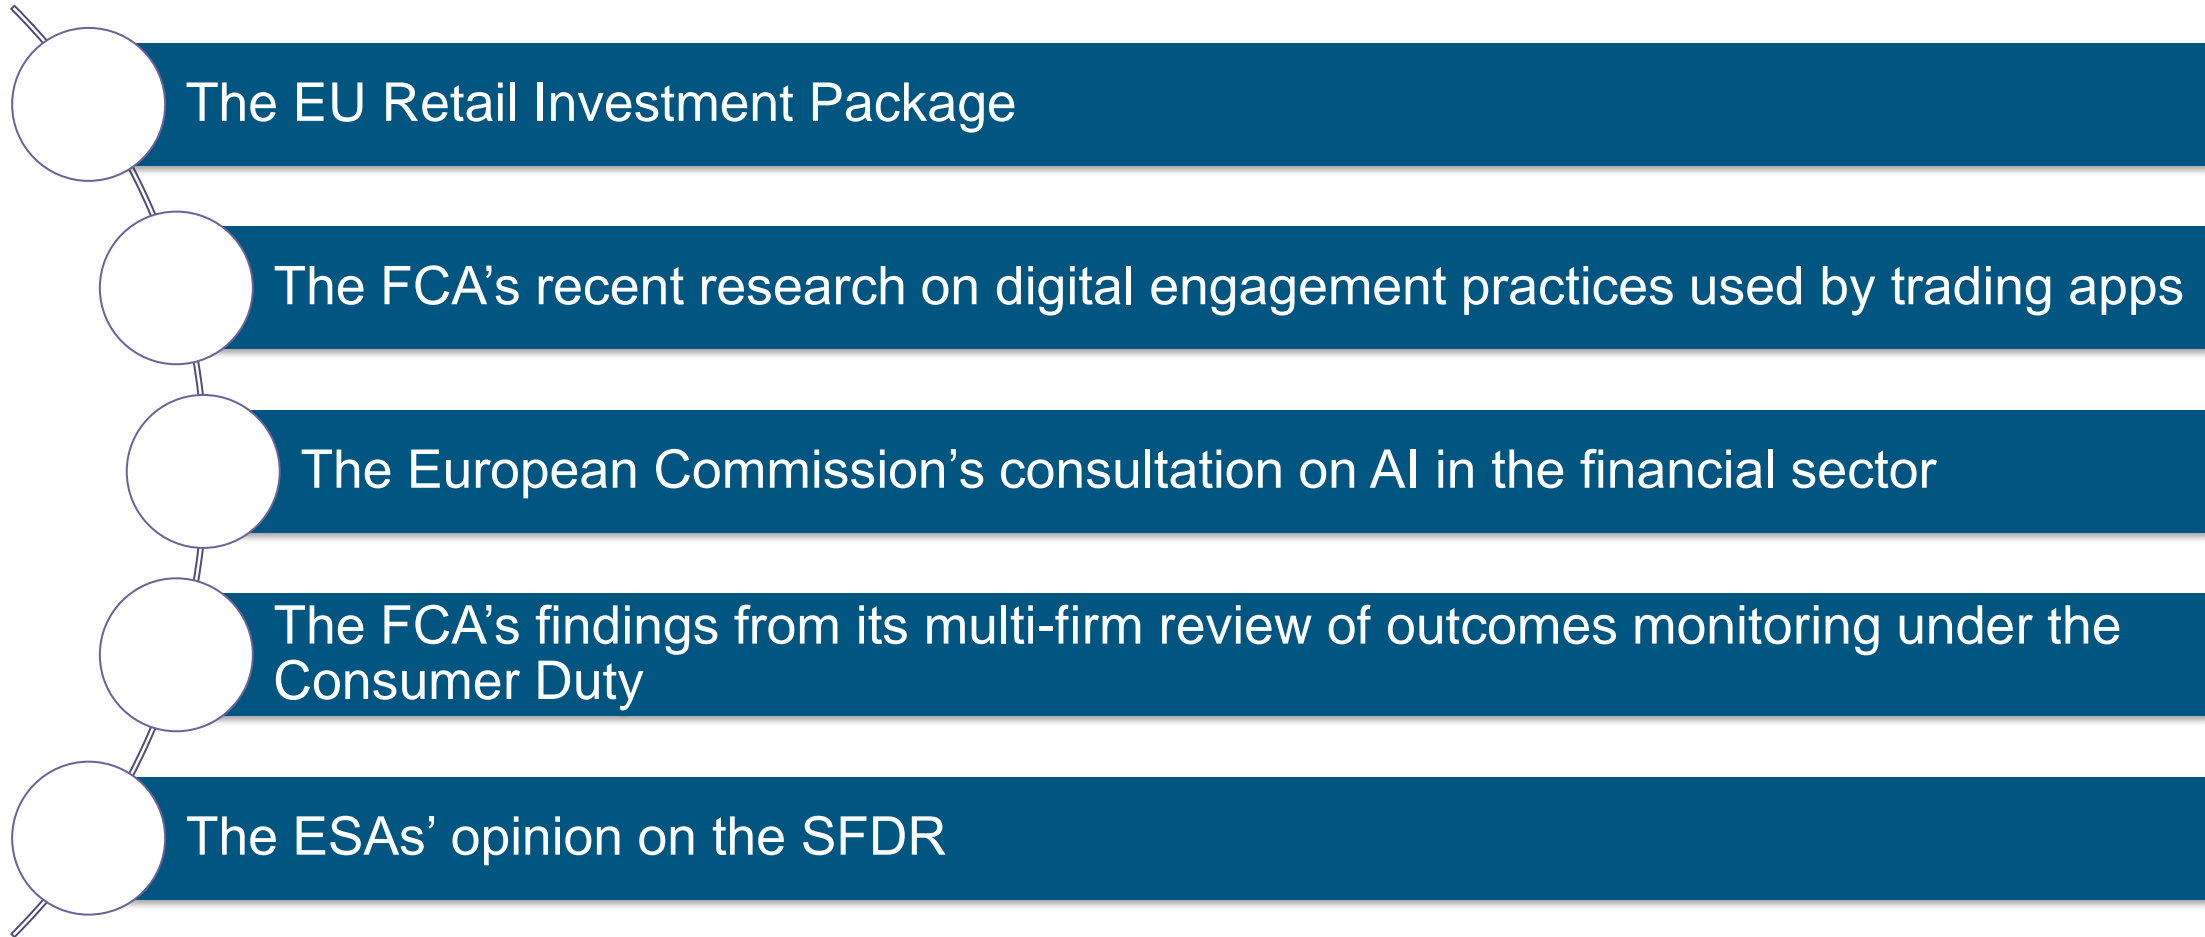 The EU Retail Investment Package
The FCA’s recent research on digital engagement practices used by trading apps
The European Commission’s consultation on AI in the financial sector
The FCA’s findings from its multi-firm review of outcomes monitoring under the
Consumer Duty
The ESAs’ opinion on the SFDR